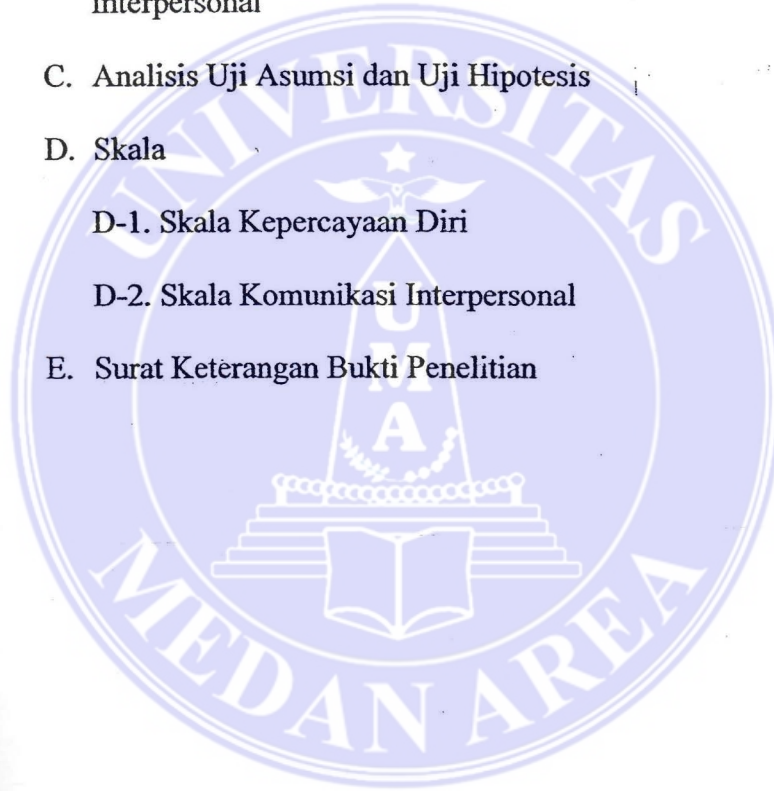 Interpersonal
C. Analisis Uji Asumsi dan Uji Hipotesis
D. Skala
D-1. Skala Kepercayaan Diri
D-2. Skala Komunikasi Interpersonal
E. Surat Keterangan Bukti Penelitian
UNIVERSITAS
UMA
MEDAN AREA